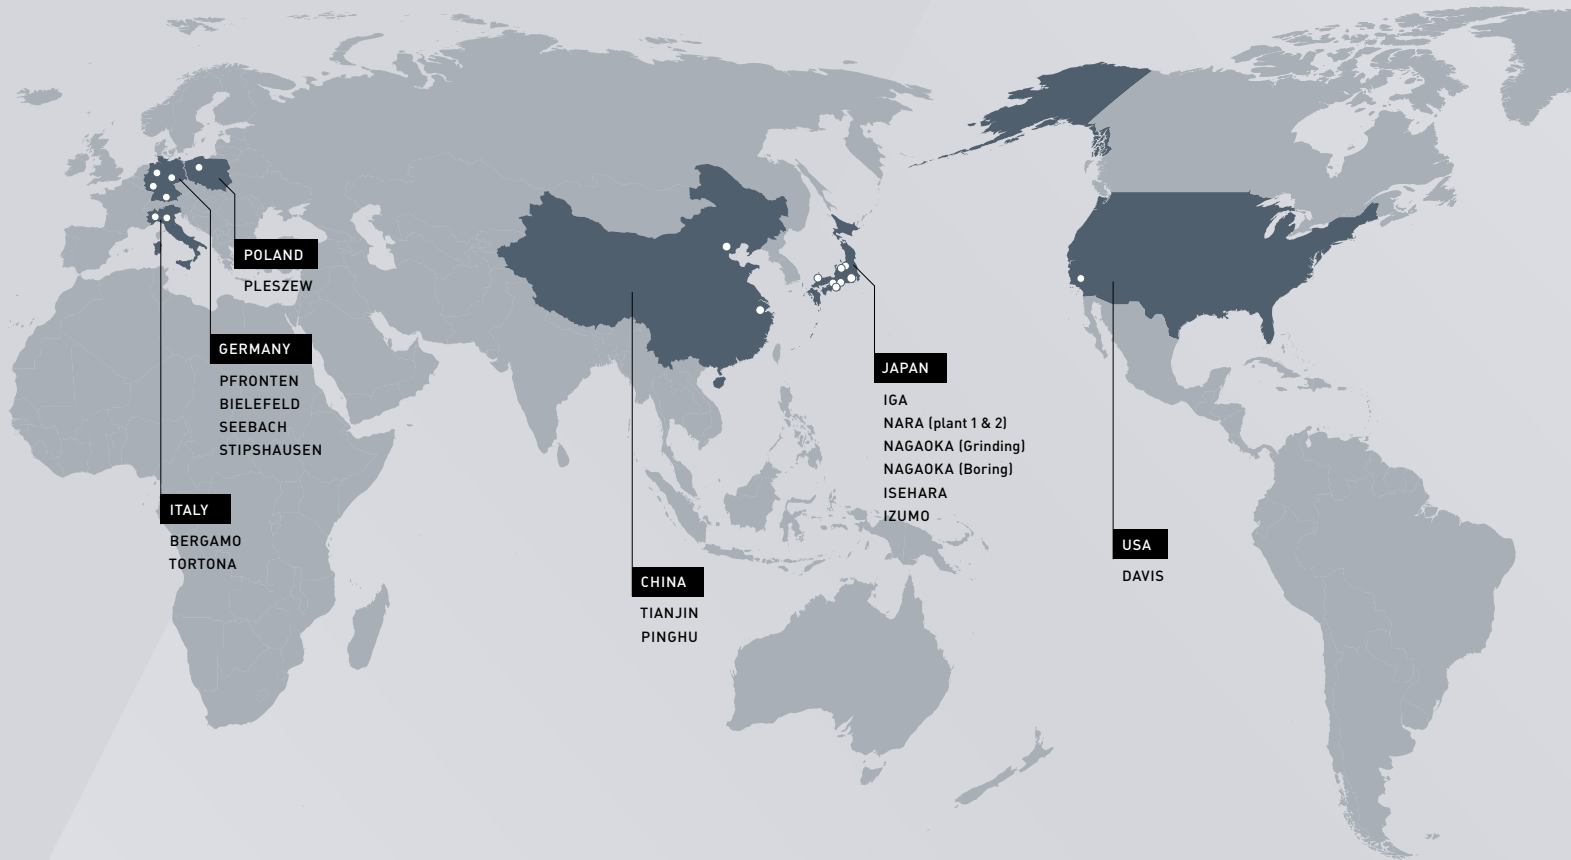 POLAND
PLESZEW
GERMANY
PFRONTEN
BIELEFELD
SEEBACH
STIPSHAUSEN
ITALY
BERGAMO
TORTONA
CHINA
TIANJIN
PINGHU
JAPAN
IGA
NARA (plant 1 & 2)
NAGAOKA (Grinding)
NAGAOKA (Boring)
ISEHARA
IZUMO
USA
DAVIS